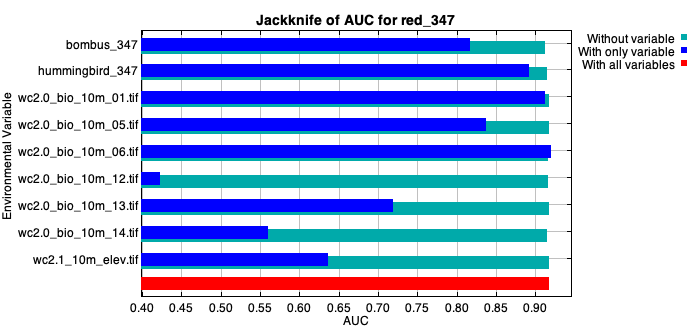 Jackknife of AUC for red_347
Without variable
With only variable
With all variables
Environmental Variable
bombus_347
hummingbird_347
wc2.0_bio_10m_01.tif
wc2.0_bio_10m_05.tif
wc2.0_bio_10m_06.tif
wc2.0_bio_10m_12.tif
wc2.0_bio_10m_13.tif
wc2.0_bio_10m_14.tif
wc2.1_10m_elev.tif
0.40 0.45 0.50 0.55 0.60 0.65 0.70 0.75 0.80 0.85 0.90
AUC